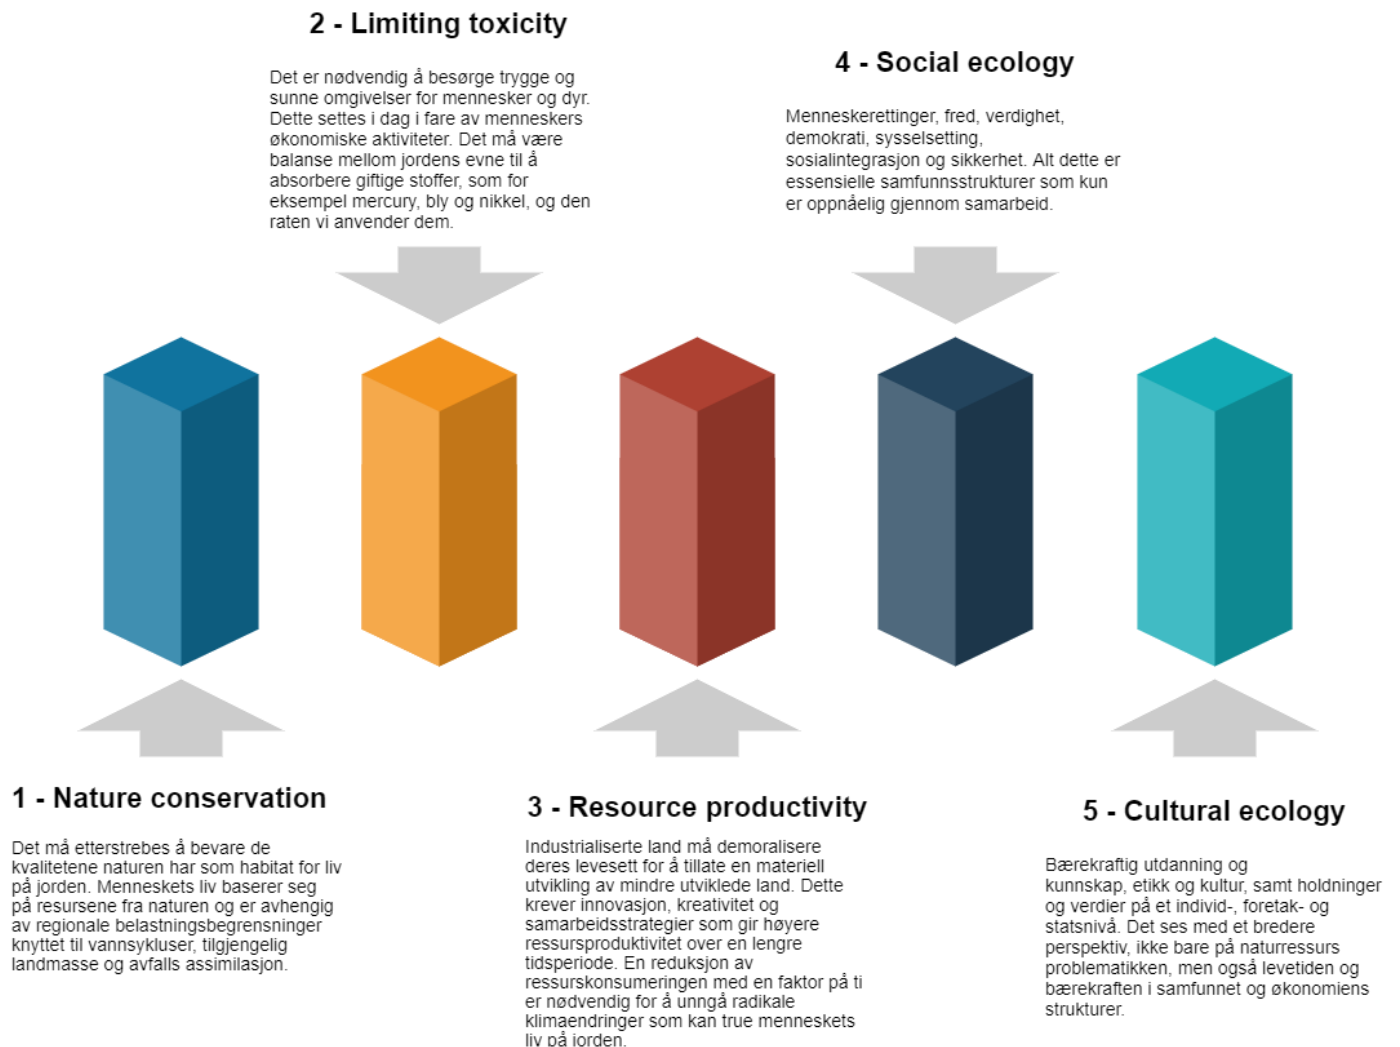 2 - Limiting toxicity
Det er nødvendig å besørge trygge og
sunne omgivelser for mennesker og dyr.
Dette settes i dag i fare av menneskers
økonomiske aktiviteter. Det må være
balanse mellom jordens evne til å
absorbere giftige stoffer, som for
eksempel mercury, bly og nikkel, og den
raten vi anvender dem.
4 - Social ecology
Menneskerettinger, fred, verdighet,
demokrati, sysselsetting,
sosialintegrasjon og sikkerhet. Alt dette er
essensielle samfunnsstrukturer som kun
er oppnåelig gjennom samarbeid.
1 - Nature conservation
Det må etterstrebes å bevare de
kvalitetene naturen har som habitat for liv
på jorden. Menneskets liv baserer seg
på resursene fra naturen og er avhengig
av regionale belastningsbegrensninger
knyttet til vannsykluser, tilgjengelig
landmasse og avfalls assimilasjon.
3 - Resource productivity
Industrialiserte land må demoralisere
deres levesett for å tillate en materiell
utvikling av mindre utviklede land. Dette
krever innovasjon, kreativitet og
samarbeidsstrategier som gir høyere
ressursproduktivitet over en lengre
tidsperiode. En reduksjon av
ressurskonsumeringen med en faktor på ti
er nødvendig for å unngå radikale
klimaendringer som kan true menneskets
liv på jorden.
5 - Cultural ecology
Bærekraftig utdanning og
kunnskap, etikk og kultur, samt holdninger
og verdier på et individ-, foretak- og
statsnivå. Det ses med et bredere
perspektiv, ikke bare på naturressurs
problematikken, men også levetiden og
bærekraften i samfunnet og økonomiens
strukturer.